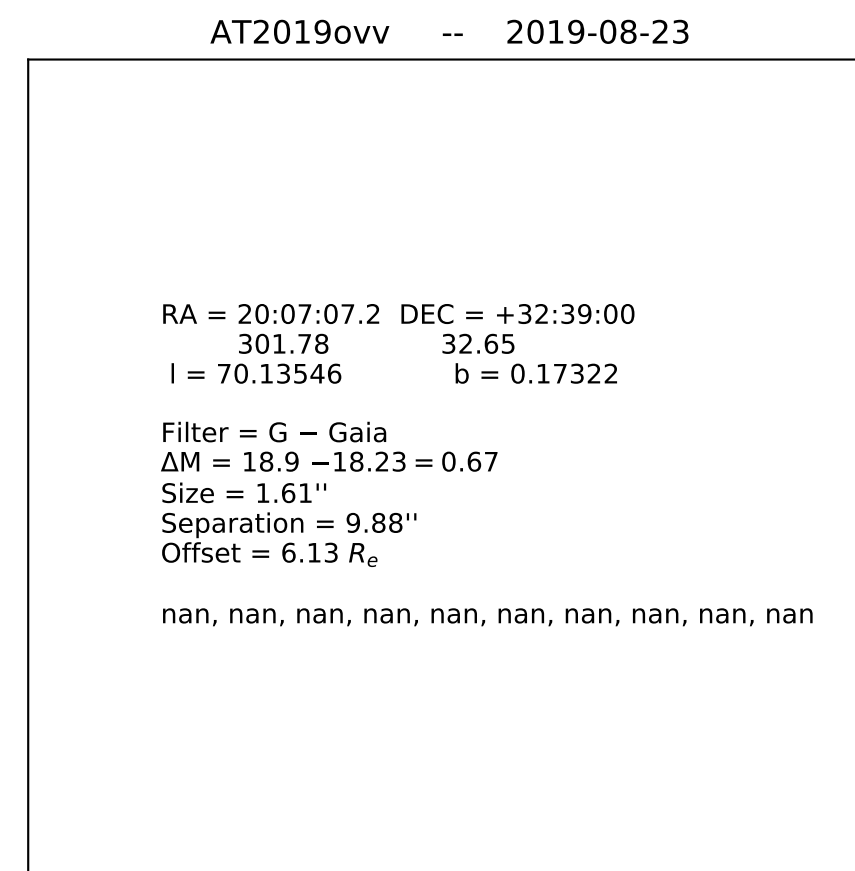 AT2019ovv -- 2019-08-23
RA = 20:07:07.2 DEC = +32:39:00
301.78 32.65
l = 70.13546 b = 0.17322
Filter = G − Gaia
ΔM = 18.9 −18.23 = 0.67
Size = 1.61''
Separation = 9.88''
Offset = 6.13 Re
nan, nan, nan, nan, nan, nan, nan, nan, nan, nan